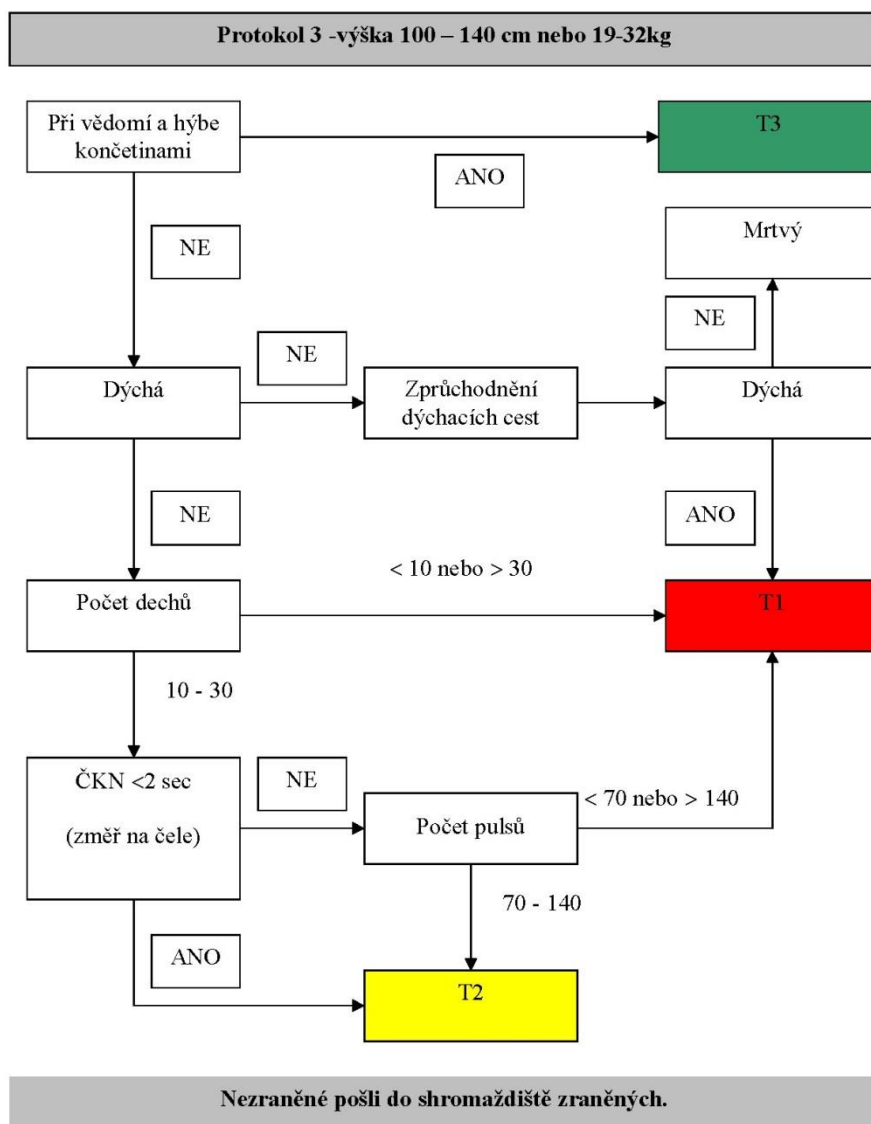 Protokol 3 -výška 100 – 140 cm nebo 19-32kg
Při vědomí a hýbe
končetinami
T3
ANO
NE
Mrtvý
NE
NE
Dýchá
Zprůchodnění
dýchacích cest
Dýchá
NE
ANO
< 10 nebo > 30
Počet dechů
T1
10 - 30
ČKN <2 sec
(změř na čele)
NE
< 70 nebo > 140
Počet pulsů
70 - 140
ANO
T2
Nezraněné pošli do shromaždiště zraněných.